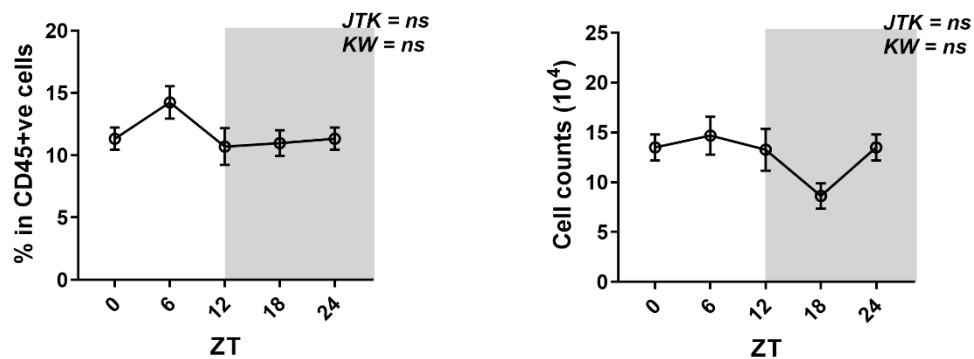 JTK = ns
KW = ns
% in CD45+ve cells
20
15
10
5
0
0 6 12 18 24
ZT
JTK = ns
KW = ns
Cell counts (10⁴)
25
20
15
10
5
0
0 6 12 18 24
ZT